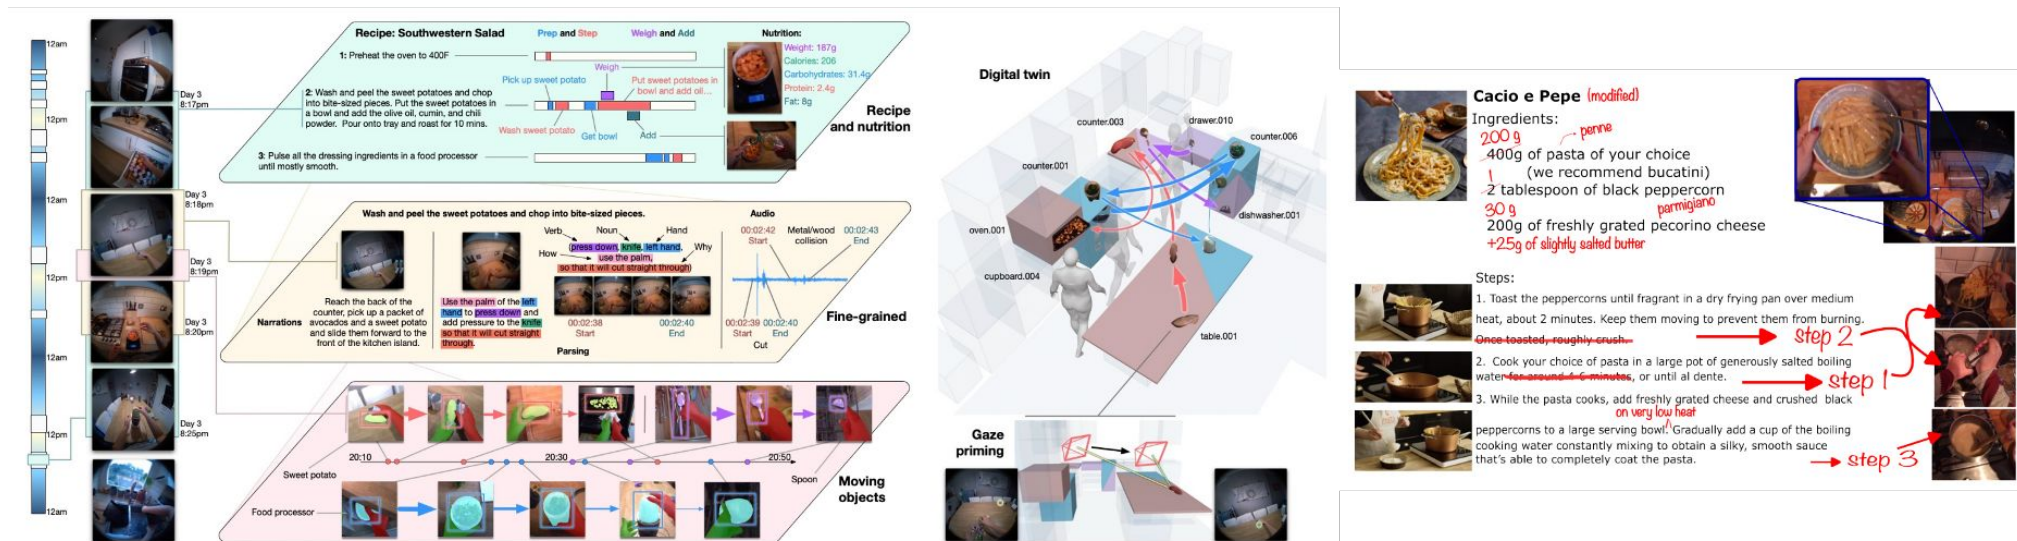 12am
12pm
12am
12pm
12am
12pm
12am
Day 3
8:17pm
Day 3
8:18pm
Day 3
8:19pm
Day 3
8:20pm
Day 3
8:25pm
Recipe: Southwestern Salad
Prep and Step
Weigh and Add
Nutrition:
1: Preheat the oven to 400F
Weigh
Weight: 187g
Calories: 206
Carbohydrates: 31.4g
Protein: 2.4g
Fat: 8g
Pick up sweet potato
Put sweet potatoes in
bowl and add oil...
2: Wash and peel the sweet potatoes and chop
into bite-sized pieces. Put the sweet potatoes in
a bowl and add the olive oil, cumin, and chili
powder. Pour onto tray and roast for 10 mins.
Wash sweet potato
Get bowl
Add
Recipe
and nutrition
3: Pulse all the dressing ingredients in a food processor
until mostly smooth.
Wash and peel the sweet potatoes and chop into bite-sized pieces.
Narrations
Reach the back of the
counter, pick up a packet of
avocados and a sweet potato
and slide them forward to the
front of the kitchen island.
Verb
Noun
Hand
(press down, knife, left hand,
Why
How
use the palm,
so that it will cut straight through)
Use the palm of the left
hand to press down and
add pressure to the knife
so that it will cut straight
through.
00:02:38
Start
00:02:40
End
Parsing
Audio
00:02:42
Start
Metal/wood
collision
00:02:43
End
00:02:39
Start
00:02:40
End
Cut
Fine-grained
20:10
20:30
20:50
Sweet potato
Spoon
Food processor
Moving
objects
Digital twin
counter.003
drawer.010
counter.006
counter.001
dishwasher.001
oven.001
cupboard.004
table.001
Gaze
priming
Cacio e Pepe (modified)
Ingredients:
200 g
penne
400g of pasta of your choice
(we recommend bucatini)
1
2 tablespoon of black peppercorn
30 g
parmigiano
200g of freshly grated pecorino cheese
+25g of slightly salted butter
Steps:
1. Toast the peppercorns until fragrant in a dry frying pan over medium
heat, about 2 minutes. Keep them moving to prevent them from burning.
Once toasted, roughly crush.
step 2
2. Cook your choice of pasta in a large pot of generously salted boiling
water for around 4-6 minutes, or until al dente.
step 1
3. While the pasta cooks, add freshly grated cheese and crushed black
on very low heat
peppercorns to a large serving bowl. Gradually add a cup of the boiling
cooking water constantly mixing to obtain a silky, smooth sauce
that's able to completely coat the pasta.
step 3